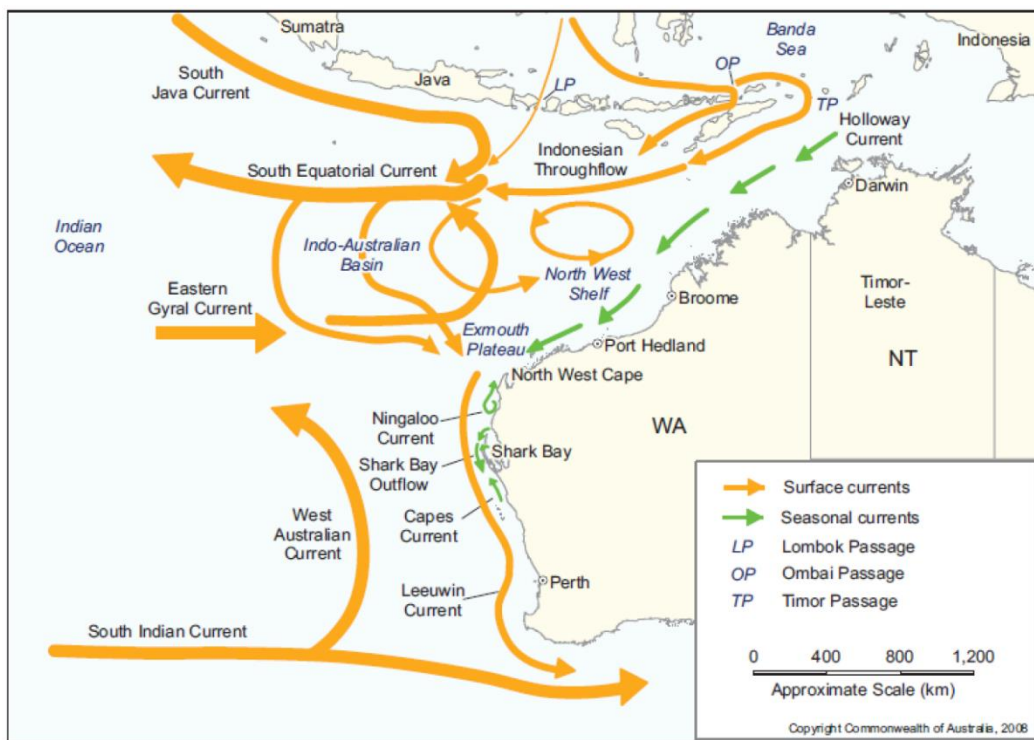 Sumatra
Banda
Sea
Indonesia
OP
South
Java Current
Java
LP
TP
Holloway
Current
Indonesian
Throughflow
South Equatorial Current
Darwin
Indian
Ocean
Indo-Australian
Basin
North West
Shelf
Broome
Timor-
Leste
Eastern
Gyral Current
Exmouth
Plateau
Port Hedland
NT
North West Cape
Ningaloo
Current
WA
Shark Bay
Shark Bay
Outflow
Capes
Current
West
Australian
Current
Leeuwin
Current
Perth
South Indian Current
Surface currents
Seasonal currents
LP Lombok Passage
OP Ombai Passage
TP Timor Passage
0 400 800 1,200
Approximate Scale (km)
Copyright Commonwealth of Australia, 2008